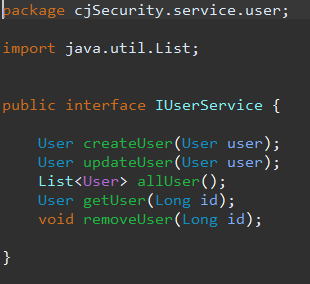 package cjSecurity.service.user;
import java.util.List;
public interface IUserService {
User createUser(User user);
User updateUser(User user);
List<User> allUser();
User getUser(Long id);
void removeUser(Long id);
}